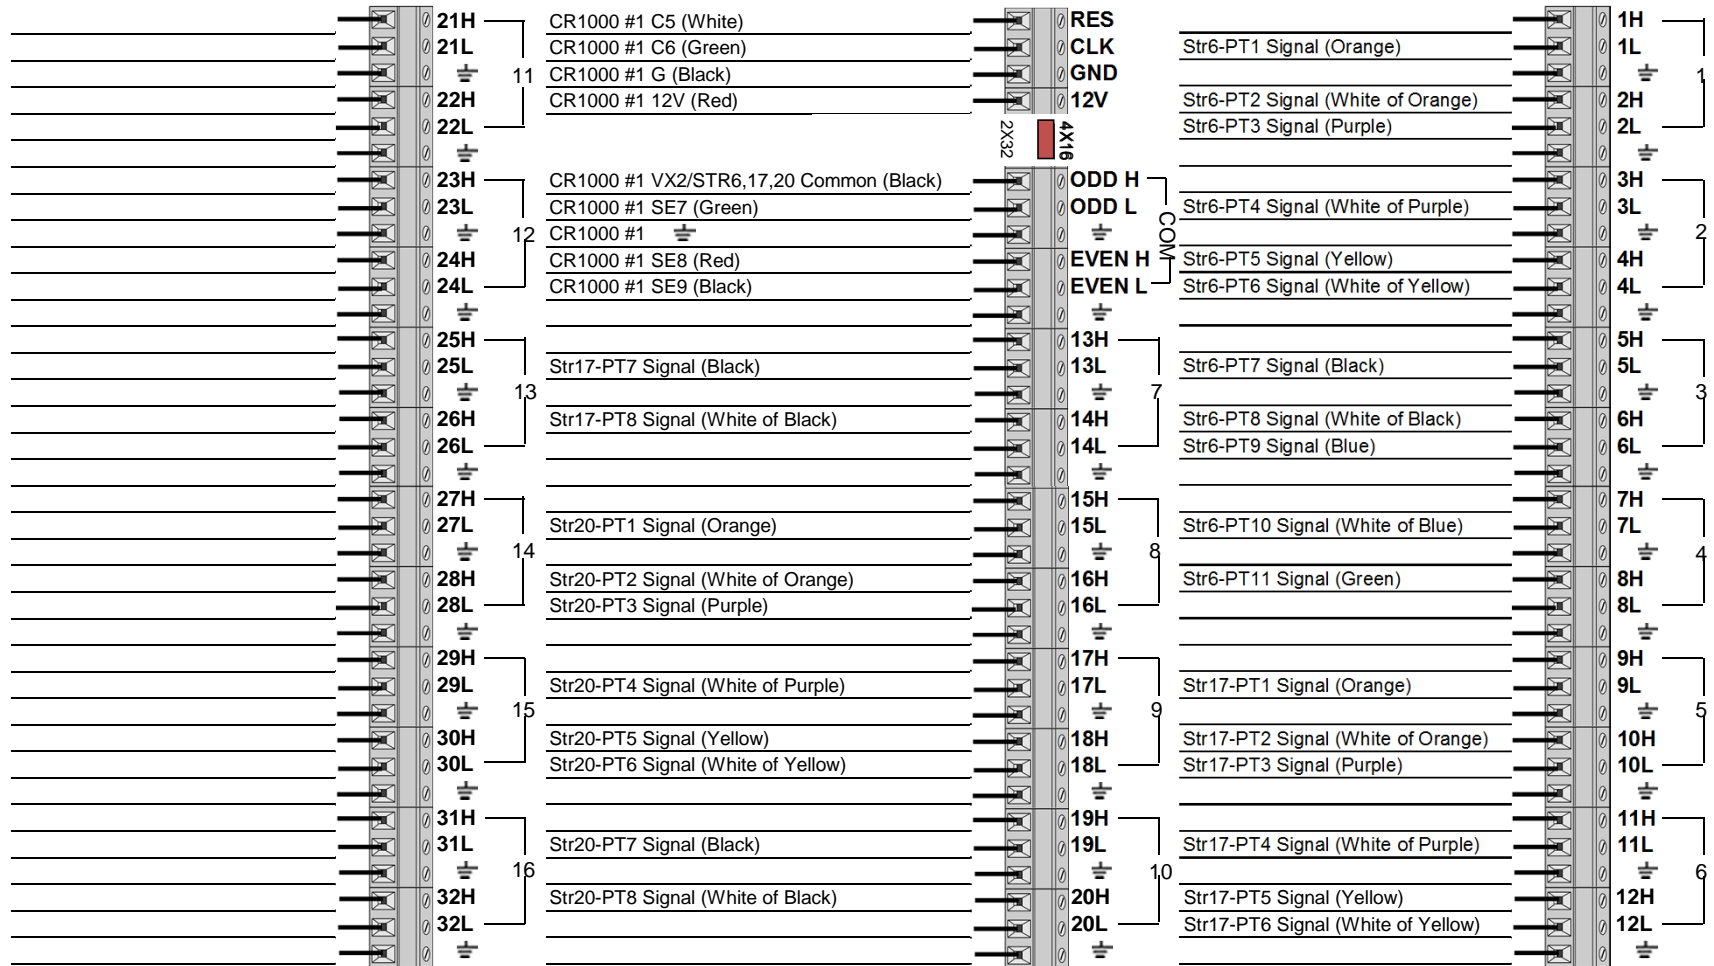 21H
21L
11
22H
22L
23H
23L
12
24H
24L
25H
25L
13
26H
26L
27H
27L
14
28H
28L
29H
29L
15
30H
30L
31H
31L
16
32H
32L
CR1000 #1 C5 (White) RES
CR1000 #1 C6 (Green) CLK
CR1000 #1 G (Black) GND
CR1000 #1 12V (Red) 12V
2X32 4X16
CR1000 #1 VX2/STR6,17,20 Common (Black) ODD H
CR1000 #1 SE7 (Green) ODD L
CR1000 #1
COM
CR1000 #1 SE8 (Red) EVEN H
CR1000 #1 SE9 (Black) EVEN L
13H
Str17-PT7 Signal (Black) 13L
7
Str17-PT8 Signal (White of Black) 14H
14L
15H
Str20-PT1 Signal (Orange) 15L
8
Str20-PT2 Signal (White of Orange) 16H
Str20-PT3 Signal (Purple) 16L
17H
Str20-PT4 Signal (White of Purple) 17L
9
Str20-PT5 Signal (Yellow) 18H
Str20-PT6 Signal (White of Yellow) 18L
19H
Str20-PT7 Signal (Black) 19L
10
Str20-PT8 Signal (White of Black) 20H
20L
1H
Str6-PT1 Signal (Orange) 1L
1
Str6-PT2 Signal (White of Orange) 2H
Str6-PT3 Signal (Purple) 2L
3H
Str6-PT4 Signal (White of Purple) 3L
2
Str6-PT5 Signal (Yellow) 4H
Str6-PT6 Signal (White of Yellow) 4L
5H
Str6-PT7 Signal (Black) 5L
3
Str6-PT8 Signal (White of Black) 6H
Str6-PT9 Signal (Blue) 6L
7H
Str6-PT10 Signal (White of Blue) 7L
4
Str6-PT11 Signal (Green) 8H
8L
9H
Str17-PT1 Signal (Orange) 9L
5
Str17-PT2 Signal (White of Orange) 10H
Str17-PT3 Signal (Purple) 10L
11H
Str17-PT4 Signal (White of Purple) 11L
6
Str17-PT5 Signal (Yellow) 12H
Str17-PT6 Signal (White of Yellow) 12L